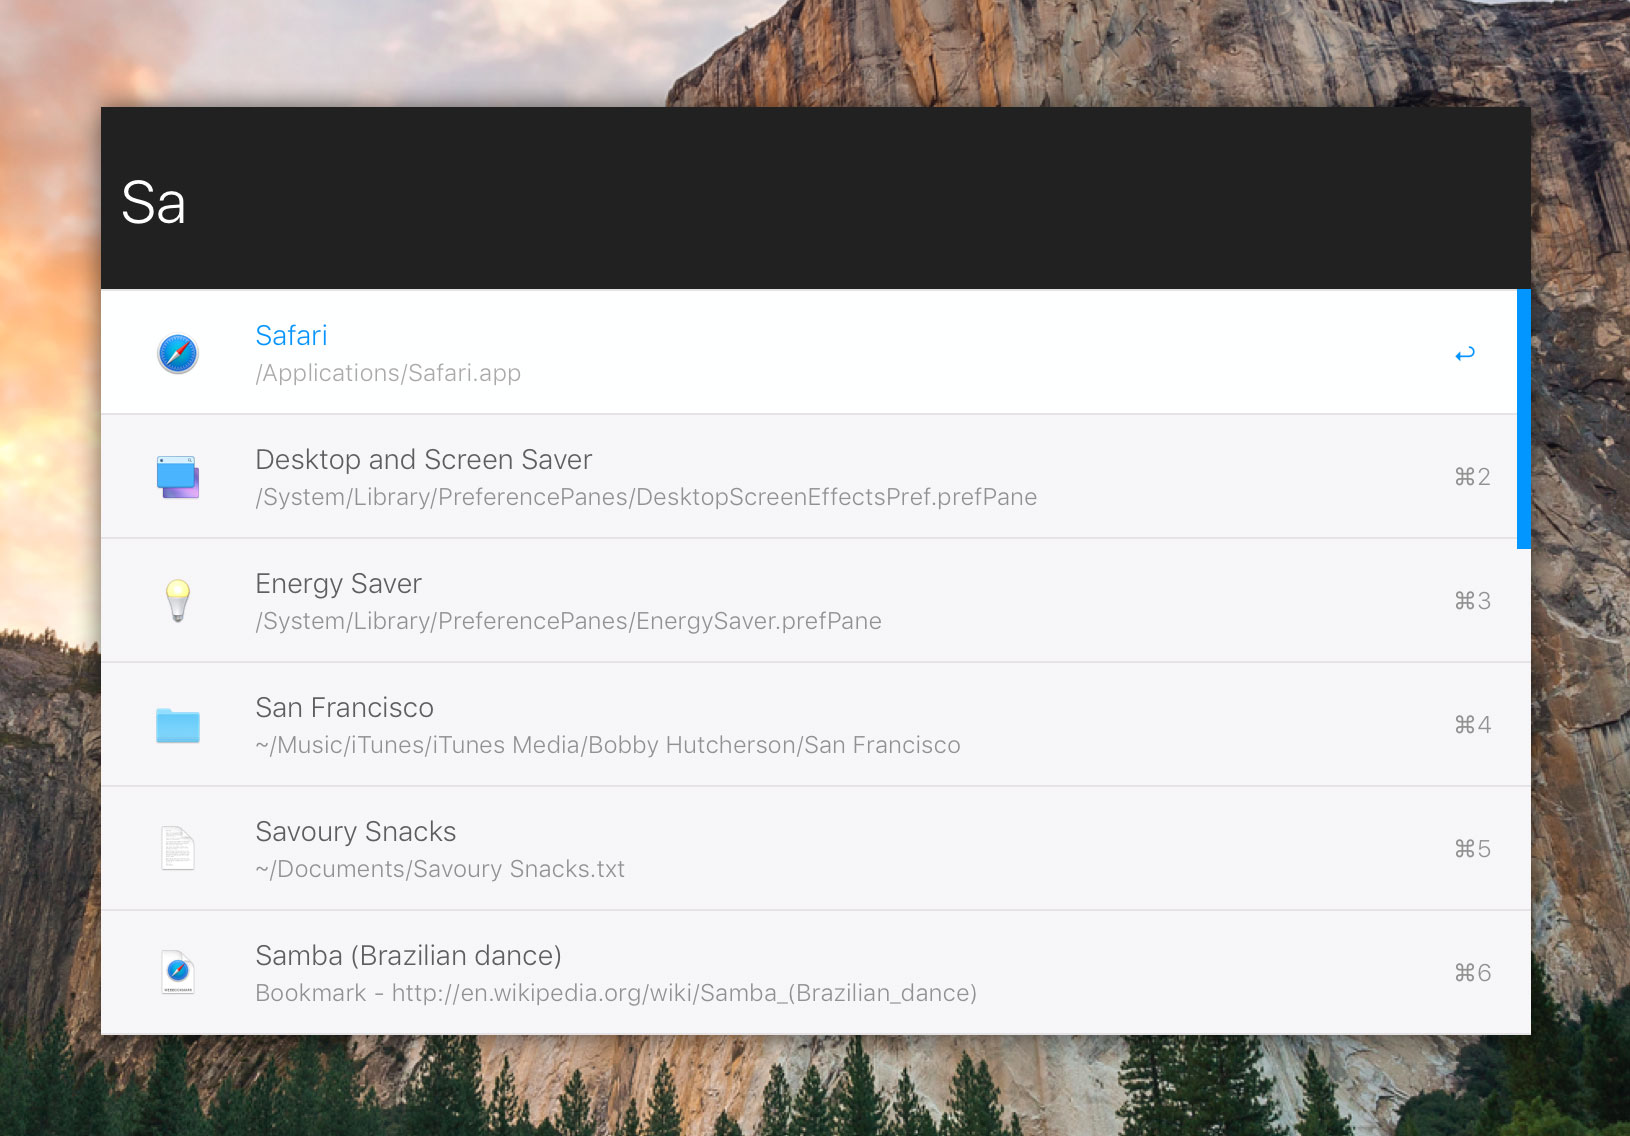 Sa
Safari
/Applications/Safari.app
↩
Desktop and Screen Saver
/System/Library/PreferencePanes/DesktopScreenEffectsPref.prefPane
⌘2
Energy Saver
/System/Library/PreferencePanes/EnergySaver.prefPane
⌘3
San Francisco
~/Music/iTunes/iTunes Media/Bobby Hutcherson/San Francisco
⌘4
Savoury Snacks
~/Documents/Savoury Snacks.txt
⌘5
Samba (Brazilian dance)
Bookmark - http://en.wikipedia.org/wiki/Samba_(Brazilian_dance)
⌘6